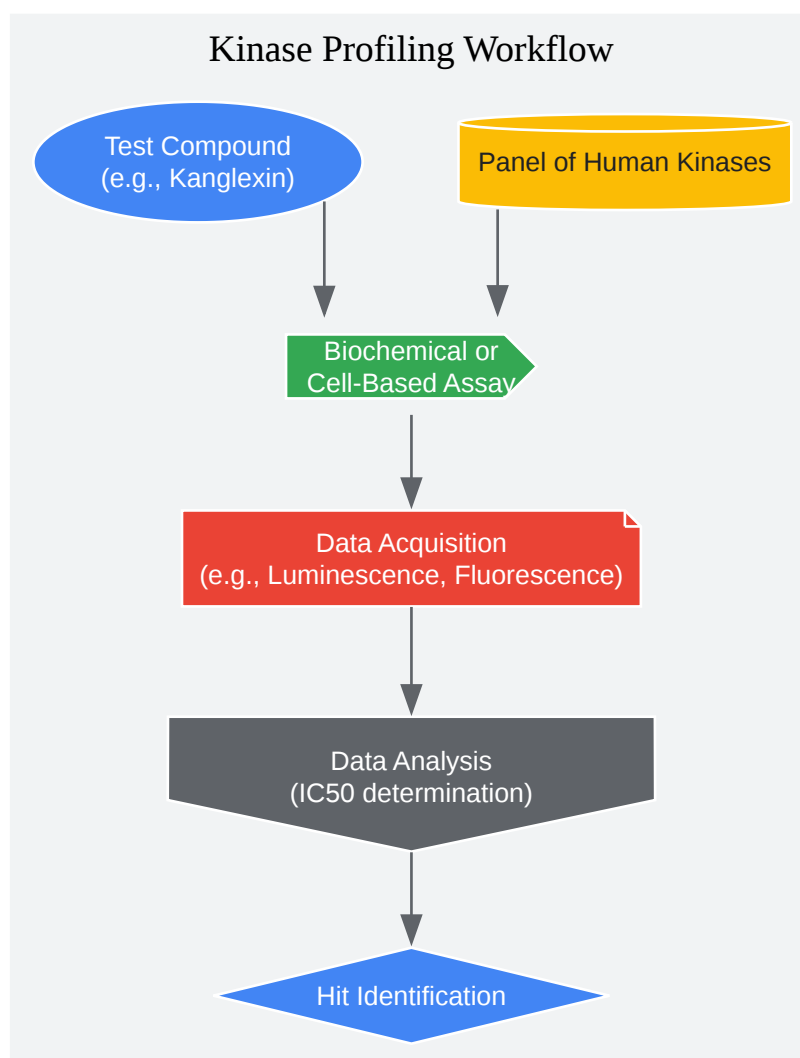 Kinase Profiling Workflow
Test Compound
(e.g., Kanglexin)
Panel of Human Kinases
Biochemical or
Cell-Based Assay
Data Acquisition
(e.g., Luminescence, Fluorescence)
Data Analysis
(IC50 determination)
Hit Identification